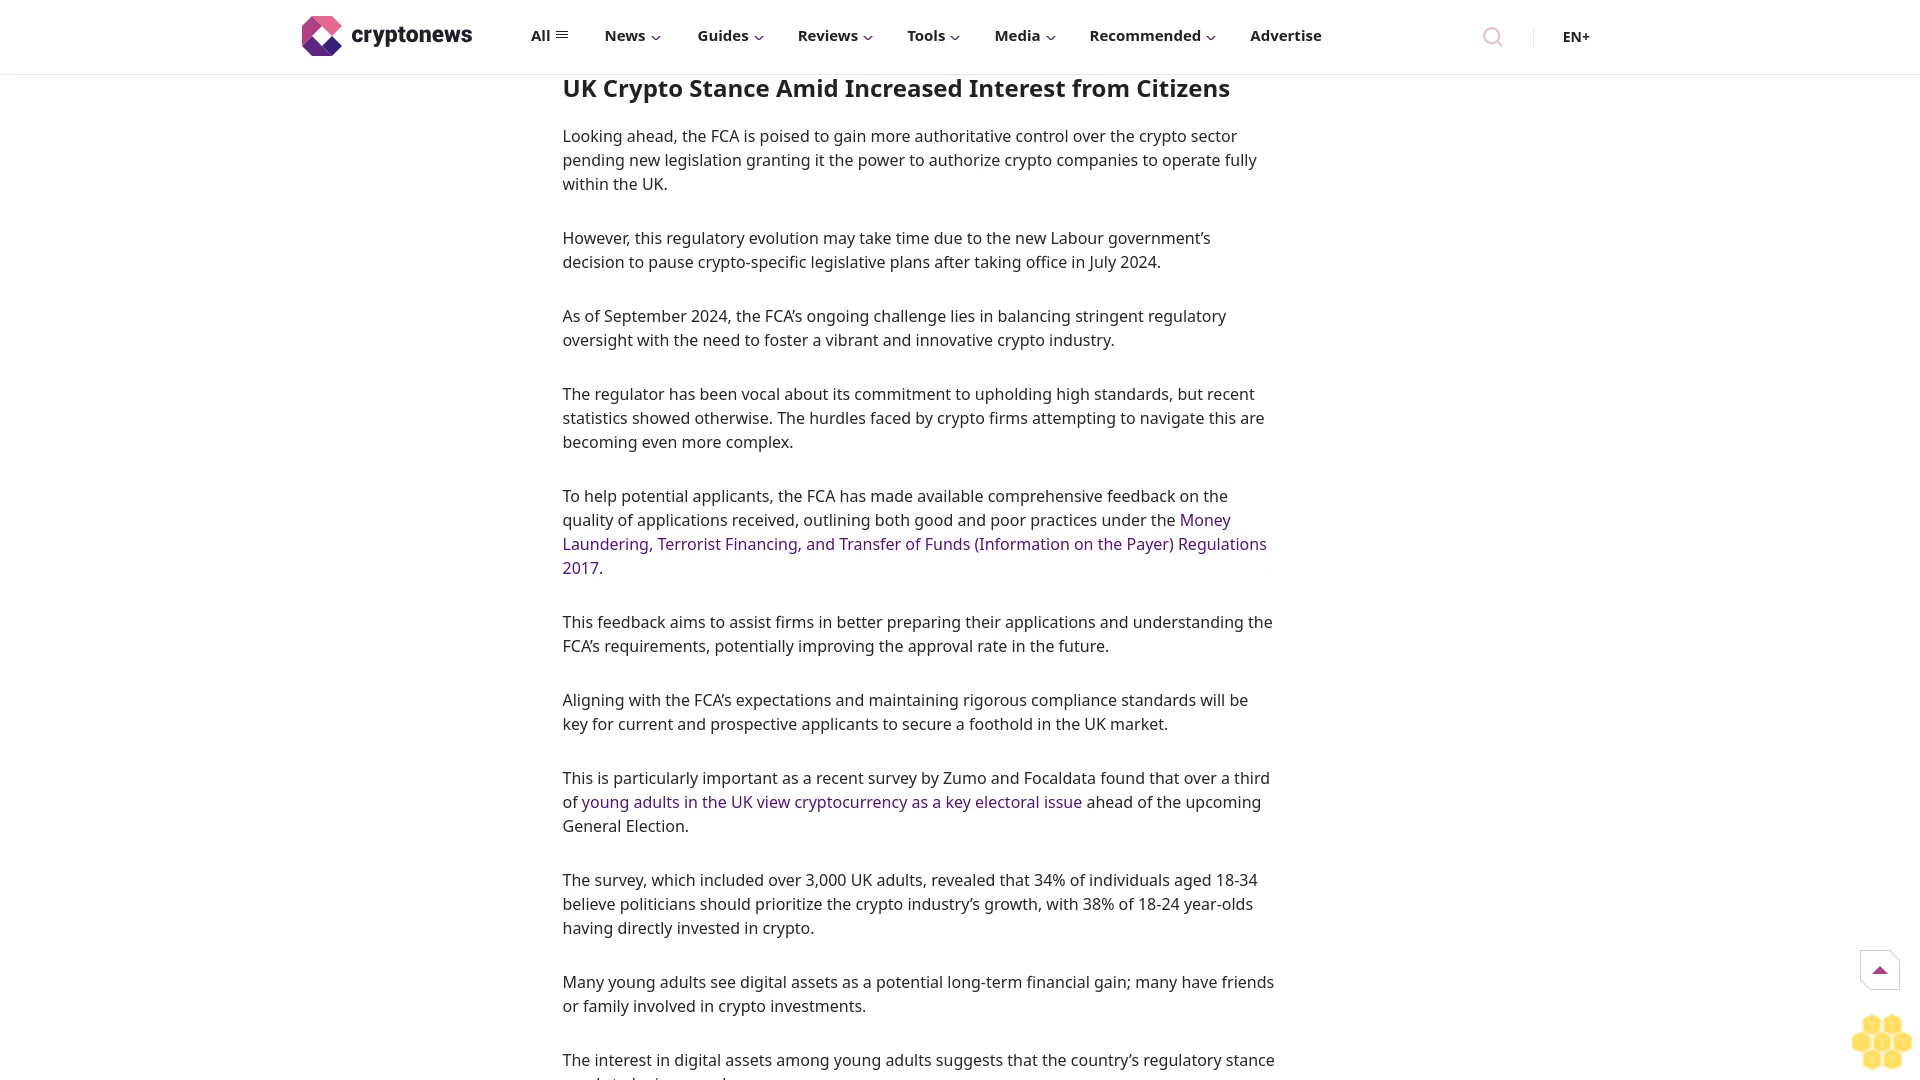 cryptonews All News Guides Reviews Tools Media Recommended Advertise EN+
UK Crypto Stance Amid Increased Interest from Citizens
Looking ahead, the FCA is poised to gain more authoritative control over the crypto sector
pending new legislation granting it the power to authorize crypto companies to operate fully
within the UK.
However, this regulatory evolution may take time due to the new Labour government’s
decision to pause crypto-specific legislative plans after taking office in July 2024.
As of September 2024, the FCA’s ongoing challenge lies in balancing stringent regulatory
oversight with the need to foster a vibrant and innovative crypto industry.
The regulator has been vocal about its commitment to upholding high standards, but recent
statistics showed otherwise. The hurdles faced by crypto firms attempting to navigate this are
becoming even more complex.
To help potential applicants, the FCA has made available comprehensive feedback on the
quality of applications received, outlining both good and poor practices under the Money
Laundering, Terrorist Financing, and Transfer of Funds (Information on the Payer) Regulations
2017.
This feedback aims to assist firms in better preparing their applications and understanding the
FCA’s requirements, potentially improving the approval rate in the future.
Aligning with the FCA’s expectations and maintaining rigorous compliance standards will be
key for current and prospective applicants to secure a foothold in the UK market.
This is particularly important as a recent survey by Zumo and Focaldata found that over a third
of young adults in the UK view cryptocurrency as a key electoral issue ahead of the upcoming
General Election.
The survey, which included over 3,000 UK adults, revealed that 34% of individuals aged 18-34
believe politicians should prioritize the crypto industry’s growth, with 38% of 18-24 year-olds
having directly invested in crypto.
Many young adults see digital assets as a potential long-term financial gain; many have friends
or family involved in crypto investments.
The interest in digital assets among young adults suggests that the country’s regulatory stance